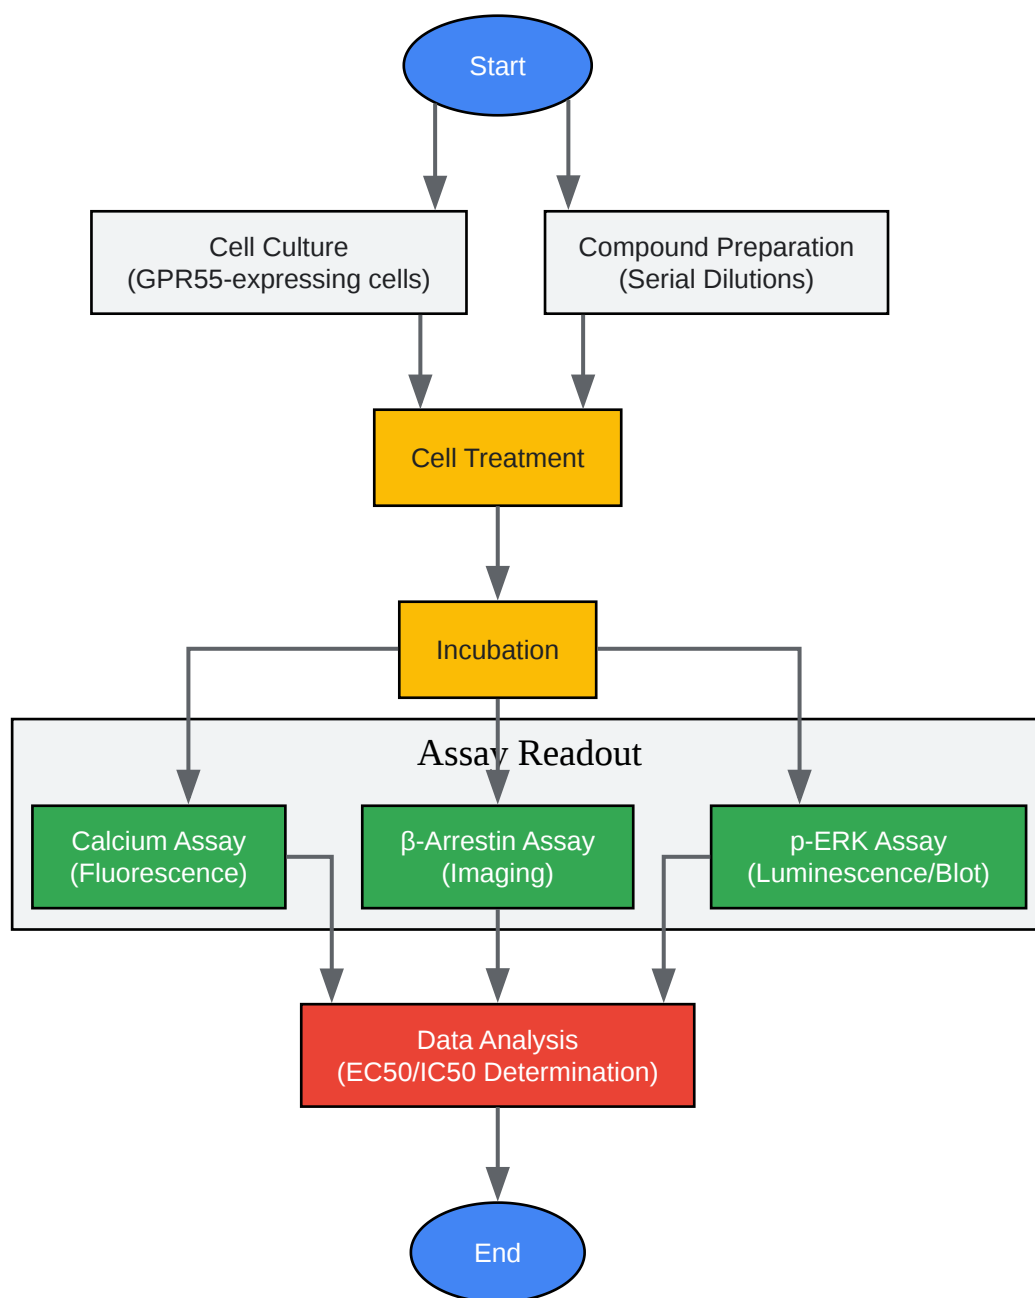 Start
Cell Culture
(GPR55-expressing cells)
Compound Preparation
(Serial Dilutions)
Cell Treatment
Incubation
Assay Readout
Calcium Assay
(Fluorescence)
β-Arrestin Assay
(Imaging)
p-ERK Assay
(Luminescence/Blot)
Data Analysis
(EC50/IC50 Determination)
End